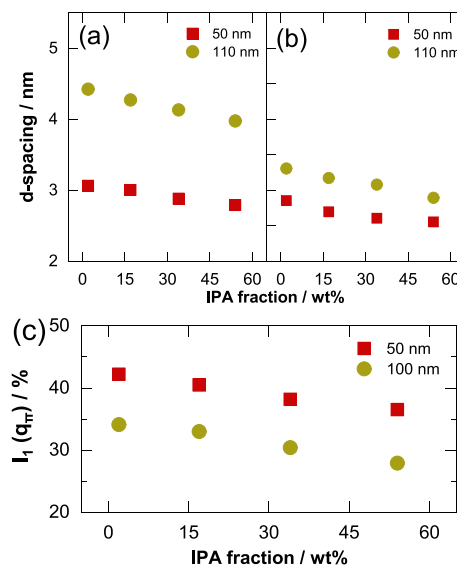 (a)
50 nm
110 nm
(b)
50 nm
110 nm
5
4
3
2
d-spacing / nm
0 15 30 45 60
0 15 30 45 60
IPA fraction / wt%
(c)
50 nm
100 nm
50
40
30
20
I₁ (qπ) / %
0 15 30 45 60
IPA fraction / wt%